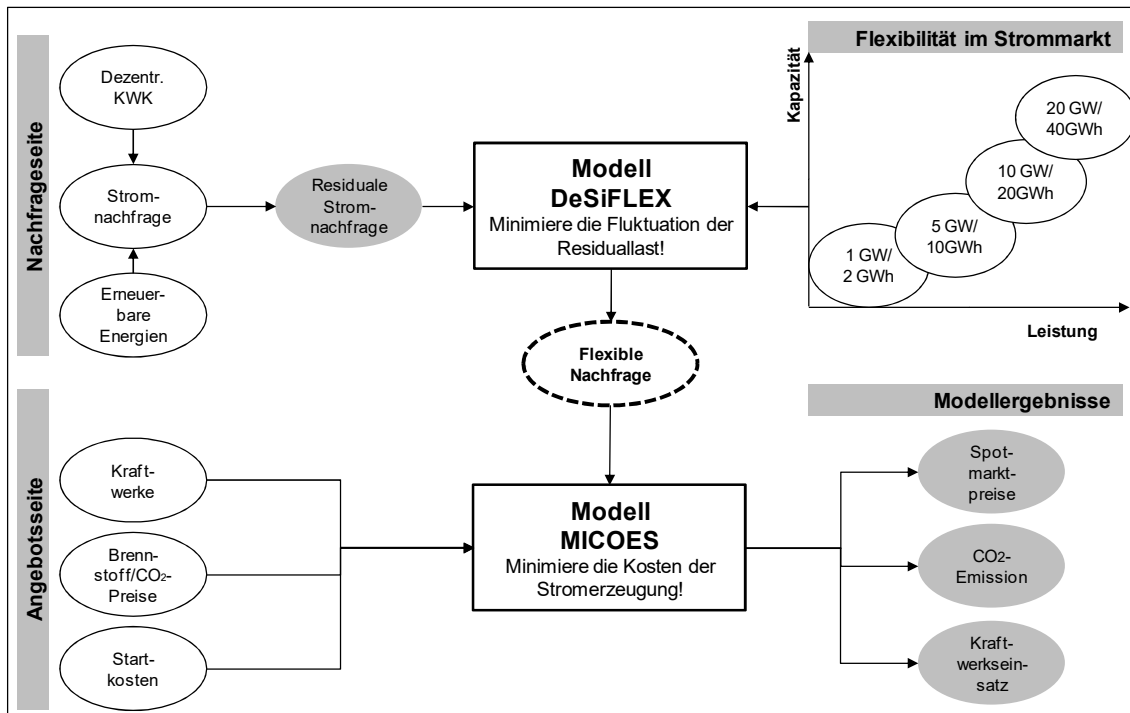 Nachfrageseite
Dezentr.
KWK
Strom-
nachfrage
Erneuer-
bare
Energien
Residuale
Strom-
nachfrage
Modell
DeSiFLEX
Minimiere die Fluktuation der
Residuallast!
Flexibilität im Strommarkt
Kapazität
20 GW/
40GWh
10 GW/
20GWh
5 GW/
10GWh
1 GW/
2 GWh
Leistung
Flexible
Nachfrage
Angebotsseite
Kraft-
werke
Brenn-
stoff/CO2-
Preise
Start-
kosten
Modell
MICOES
Minimiere die Kosten der
Stromerzeugung!
Modellergebnisse
Spot-
markt-
preise
CO2-
Emission
Kraft-
werksein-
satz